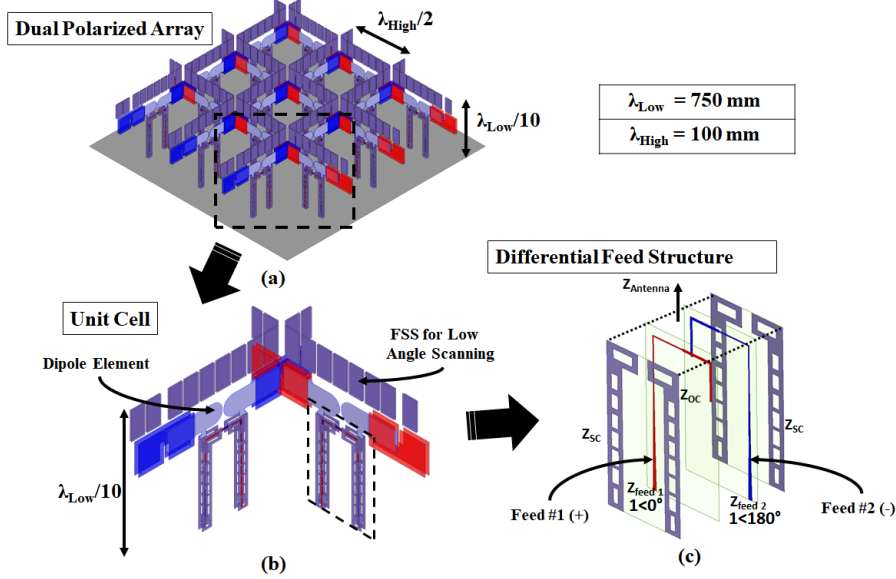 Dual Polarized Array
λHigh/2
λLow/10
λLow = 750 mm
λHigh = 100 mm
(a)
Differential Feed Structure
Unit Cell
ZAntenna
FSS for Low
Angle Scanning
Dipole Element
ZOC
ZSC
ZSC
λLow/10
Zfeed 1
1<0°
Zfeed 2
1<180°
Feed #1 (+)
Feed #2 (-)
(b)
(c)